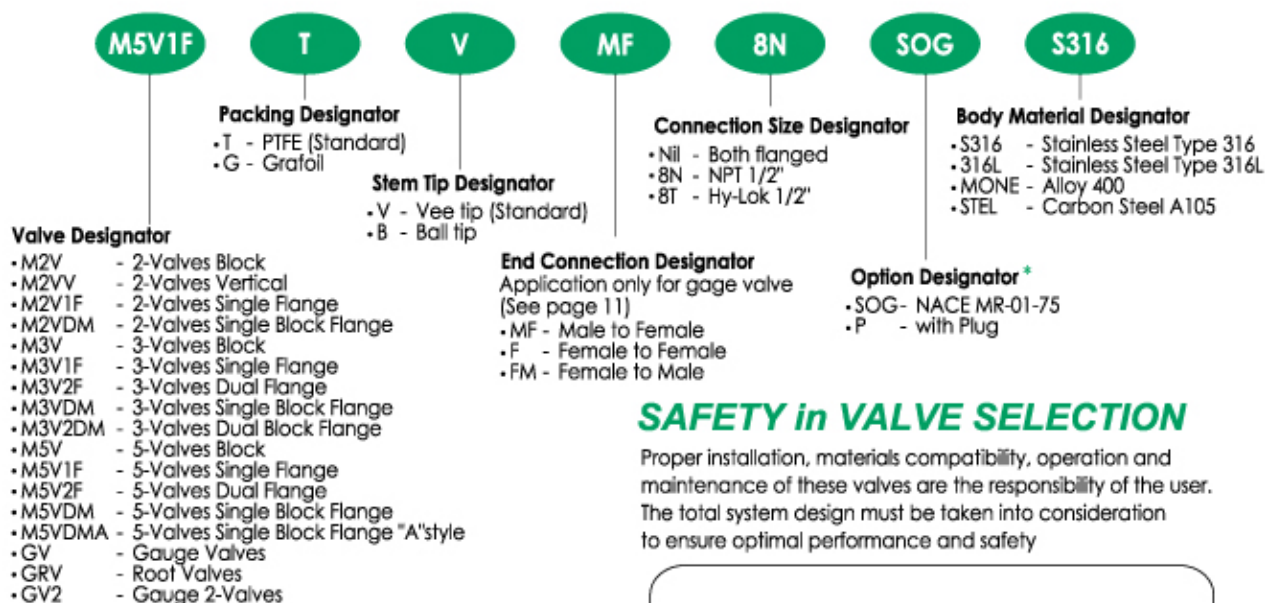 M5V1F T V MF 8N SOG S316
Packing Designator
•T - PTFE (Standard)
•G - Grafoil
Stem Tip Designator
•V - Vee tip (Standard)
•B - Ball tip
Connection Size Designator
•Nil - Both flanged
•8N - NPT 1/2"
•8T - Hy-Lok 1/2"
Body Material Designator
•S316 - Stainless Steel Type 316
•316L - Stainless Steel Type 316L
•MONE - Alloy 400
•STEL - Carbon Steel A105
Valve Designator
•M2V - 2-Valves Block
•M2VV - 2-Valves Vertical
•M2V1F - 2-Valves Single Flange
•M2VDM - 2-Valves Single Block Flange
•M3V - 3-Valves Block
•M3V1F - 3-Valves Single Flange
•M3V2F - 3-Valves Dual Flange
•M3VDM - 3-Valves Single Block Flange
•M3V2DM - 3-Valves Dual Block Flange
•M5V - 5-Valves Block
•M5V1F - 5-Valves Single Flange
•M5V2F - 5-Valves Dual Flange
•M5VDM - 5-Valves Single Block Flange
•M5VDMA - 5-Valves Single Block Flange "A"style
•GV - Gauge Valves
•GRV - Root Valves
•GV2 - Gauge 2-Valves
End Connection Designator
Application only for gage valve
(See page 11)
•MF - Male to Female
•F - Female to Female
•FM - Female to Male
Option Designator *
•SOG- NACE MR-01-75
•P - with Plug
SAFETY in VALVE SELECTION
Proper installation, materials compatibility, operation and
maintenance of these valves are the responsibility of the user.
The total system design must be taken into consideration
to ensure optimal performance and safety